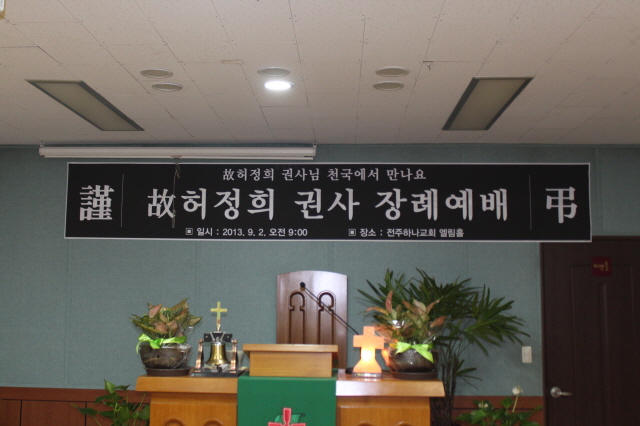 故허정희 권사님 천국에서 만나요
謹 故허정희 권사 장례예배 弔
▣ 일시 : 2013. 9. 2, 오전 9:00 ▣ 장소 : 전주하나교회 엘림홀